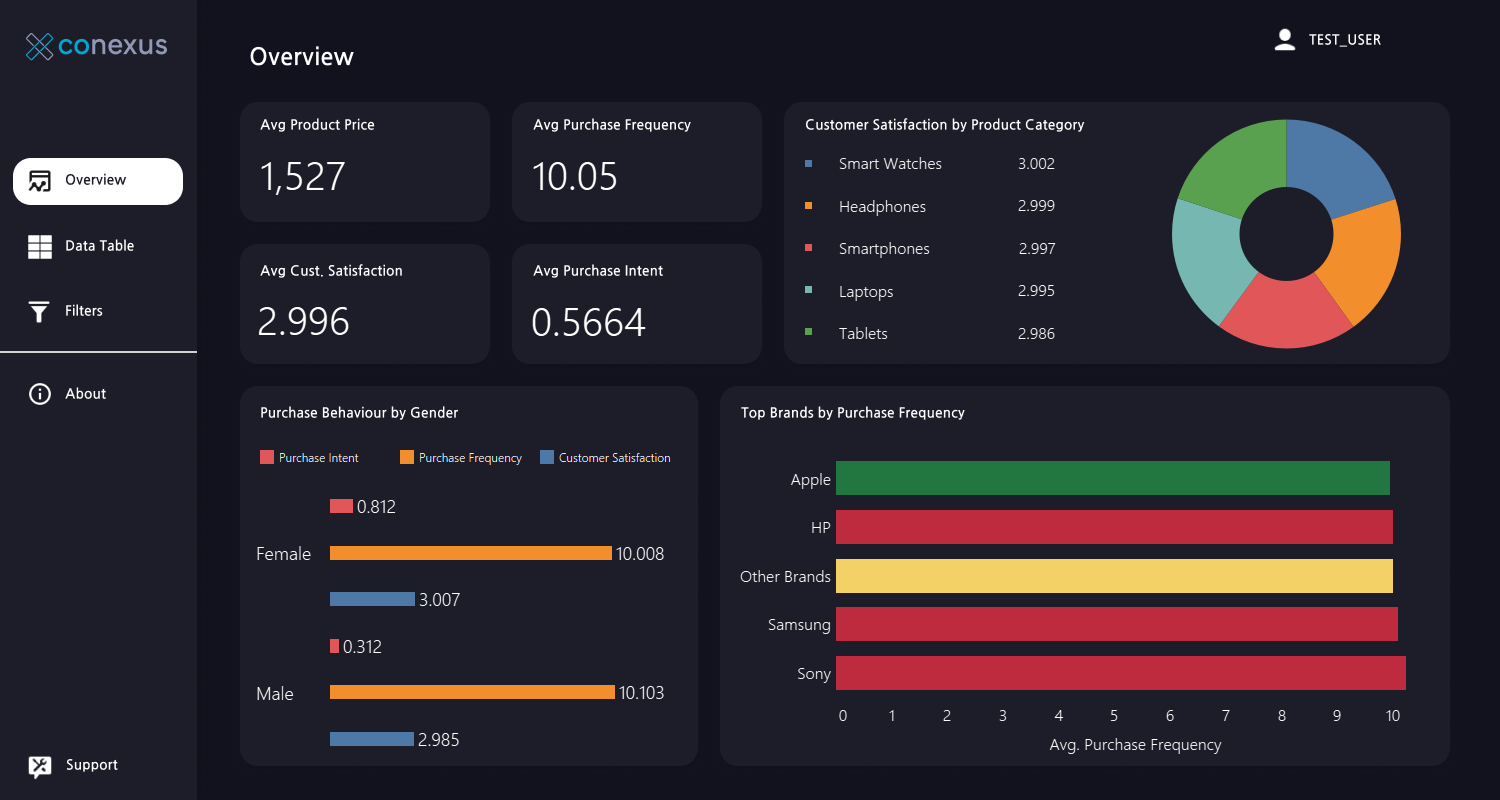 conexus
Overview
Data Table
Filters
About
Support
Overview
TEST_USER
Avg Product Price
1,527
Avg Purchase Frequency
10.05
Avg Cust. Satisfaction
2.996
Avg Purchase Intent
0.5664
Customer Satisfaction by Product Category
Smart Watches 3.002
Headphones 2.999
Smartphones 2.997
Laptops 2.995
Tablets 2.986
Purchase Behaviour by Gender
Purchase Intent Purchase Frequency Customer Satisfaction
0.812
Female 10.008
3.007
0.312
Male 10.103
2.985
Top Brands by Purchase Frequency
Apple
HP
Other Brands
Samsung
Sony
0 1 2 3 4 5 6 7 8 9 10
Avg. Purchase Frequency